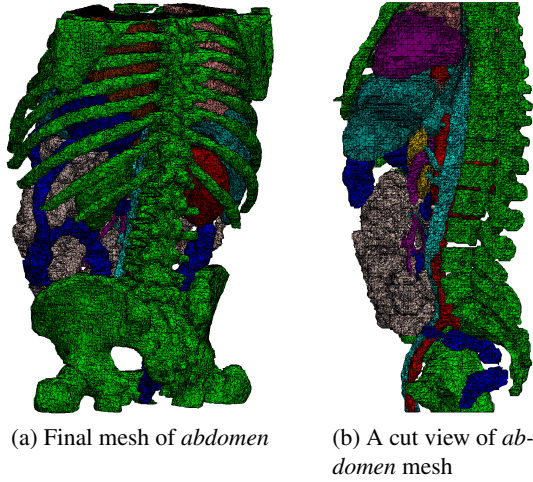 (a) Final mesh of abdomen
(b) A cut view of ab-
domen mesh